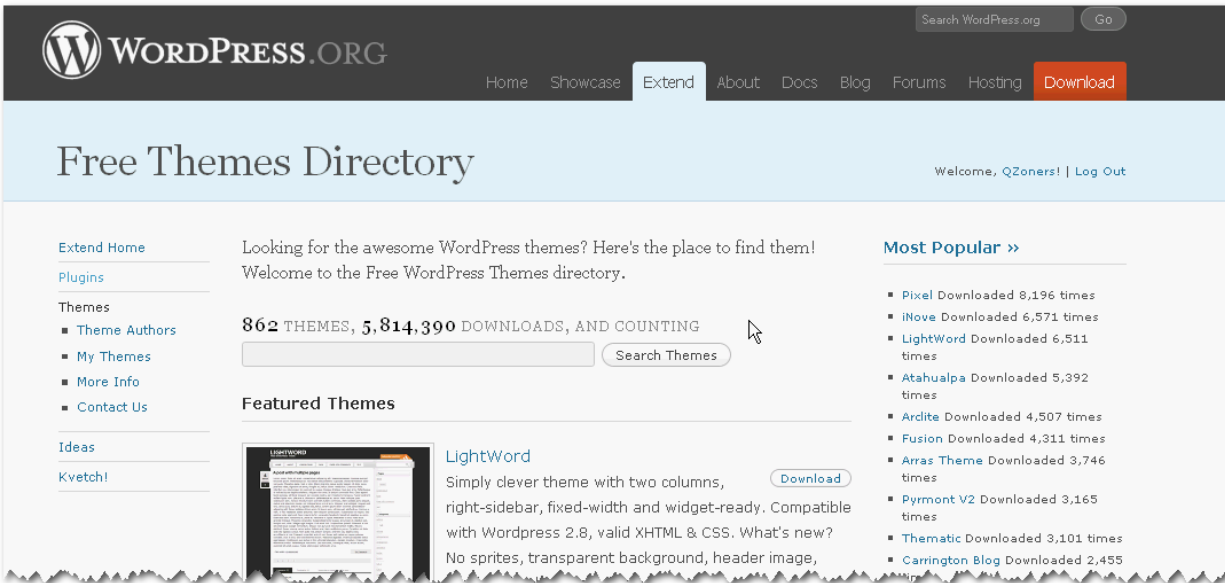 Search WordPress.org
Go
WORDPRESS.ORG
Home Showcase Extend About Docs Blog Forums Hosting Download
Free Themes Directory
Welcome, QZoners! | Log Out
Extend Home
Plugins
Themes
Theme Authors
My Themes
More Info
Contact Us
Ideas
Kvetch!
Looking for the awesome WordPress themes? Here's the place to find them!
Welcome to the Free WordPress Themes directory.
862 THEMES, 5,814,390 DOWNLOADS, AND COUNTING
Search Themes
Featured Themes
LIGHTWORD
A post with multiple pages
LightWord
Download
Simply clever theme with two columns,
right-sidebar, fixed-width and widget-ready. Compatible
with Wordpress 2.8, valid XHTML & CSS. What's new?
No sprites, transparent background, header image,
Most Popular »
Pixel Downloaded 8,196 times
iNove Downloaded 6,571 times
LightWord Downloaded 6,511
times
Atahualpa Downloaded 5,392
times
Arclite Downloaded 4,507 times
Fusion Downloaded 4,311 times
Arras Theme Downloaded 3,746
times
Pyrmont V2 Downloaded 3,165
times
Thematic Downloaded 3,101 times
Carrington Blog Downloaded 2,455